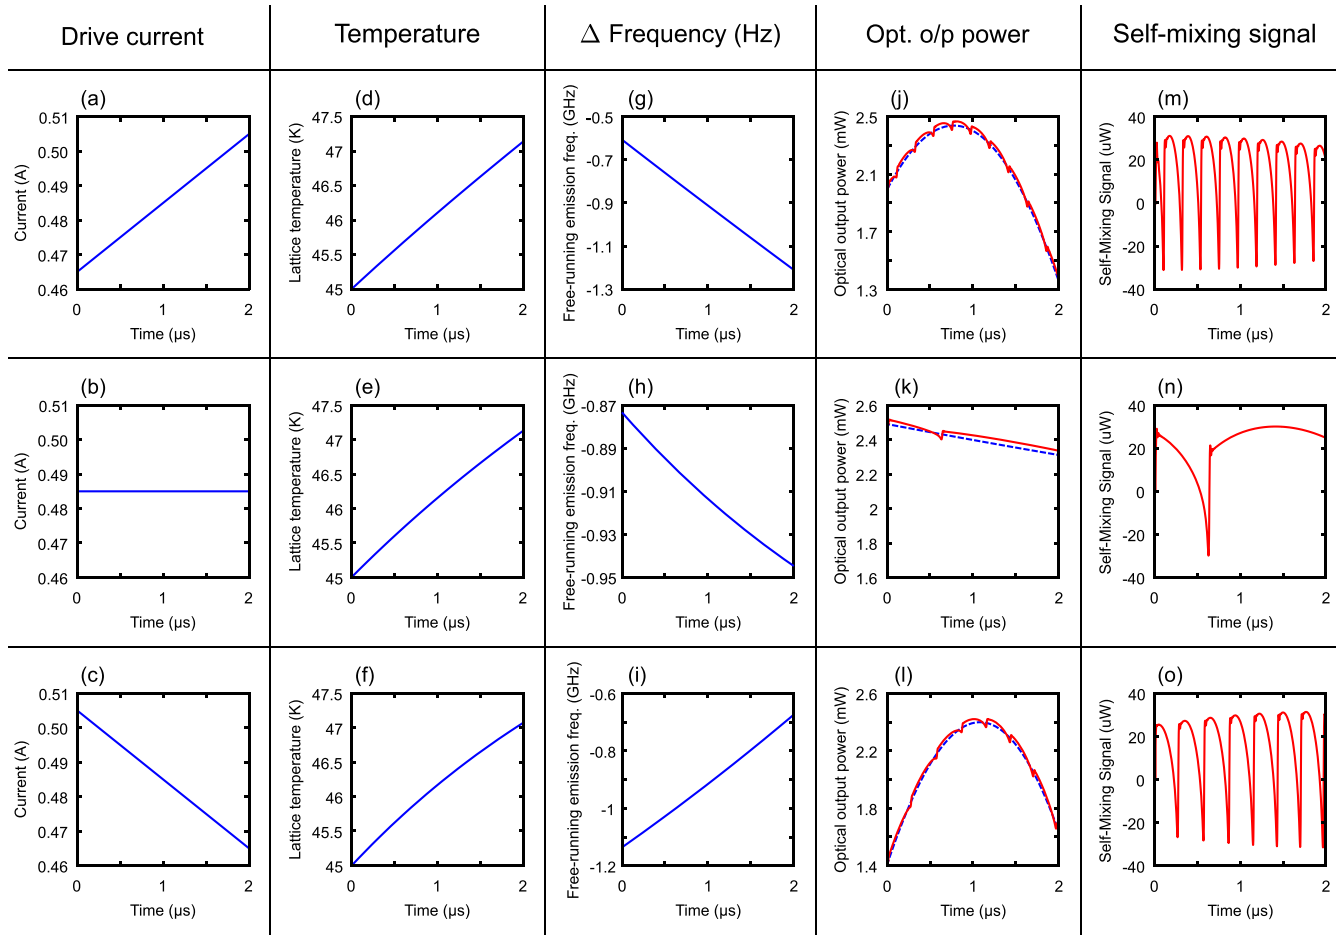 Drive current
Temperature
Δ Frequency (Hz)
Opt. o/p power
Self-mixing signal
(a)
0.51
0.50
0.49
0.48
0.47
0.46
Current (A)
0 1 2
Time (µs)
(d)
47.5
47
46.5
46
45.5
45
Lattice temperature (K)
0 1 2
Time (µs)
(g)
-0.5
-0.7
-0.9
-1.1
-1.3
Free-running emission freq. (GHz)
0 1 2
Time (µs)
(j)
2.5
2.1
1.7
1.3
Optical output power (mW)
0 1 2
Time (µs)
(m)
40
20
0
-20
-40
Self-Mixing Signal (uW)
0 1 2
Time (µs)
(b)
0.51
0.50
0.49
0.48
0.47
0.46
Current (A)
0 1 2
Time (µs)
(e)
47.5
47
46.5
46
45.5
45
Lattice temperature (K)
0 1 2
Time (µs)
(h)
-0.87
-0.89
-0.91
-0.93
-0.95
Free-running emission freq. (GHz)
0 1 2
Time (µs)
(k)
2.6
2.4
2.2
2
1.8
1.6
Optical output power (mW)
0 1 2
Time (µs)
(n)
40
20
0
-20
-40
Self-Mixing Signal (uW)
0 1 2
Time (µs)
(c)
0.51
0.50
0.49
0.48
0.47
0.46
Current (A)
0 1 2
Time (µs)
(f)
47.5
47
46.5
46
45.5
45
Lattice temperature (K)
0 1 2
Time (µs)
(i)
-0.6
-0.8
-1
-1.2
Free-running emission freq. (GHz)
0 1 2
Time (µs)
(l)
2.6
2.2
1.8
1.4
Optical output power (mW)
0 1 2
Time (µs)
(o)
40
20
0
-20
-40
Self-Mixing Signal (uW)
0 1 2
Time (µs)